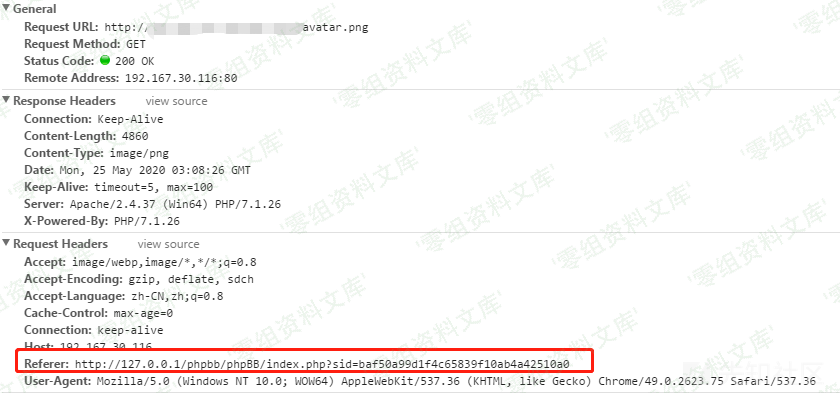 General
Request URL: http://avatar.png
Request Method: GET
Status Code: 200 OK
Remote Address: 192.167.30.116:80
Response Headers view source
Connection: Keep-Alive
Content-Length: 4860
Content-Type: image/png
Date: Mon, 25 May 2020 03:08:26 GMT
Keep-Alive: timeout=5, max=100
Server: Apache/2.4.37 (Win64) PHP/7.1.26
X-Powered-By: PHP/7.1.26
Request Headers view source
Accept: image/webp,image/*,*/*;q=0.8
Accept-Encoding: gzip, deflate, sdch
Accept-Language: zh-CN,zh;q=0.8
Cache-Control: max-age=0
Connection: keep-alive
Host: 192.167.30.116
Referer: http://127.0.0.1/phpbb/phpBB/index.php?sid=baf50a99d1f4c65839f10ab4a42510a0
User-Agent: Mozilla/5.0 (Windows NT 10.0; WOW64) AppleWebKit/537.36 (KHTML, like Gecko) Chrome/49.0.2623.75 Safari/537.36
'零组资料文库'